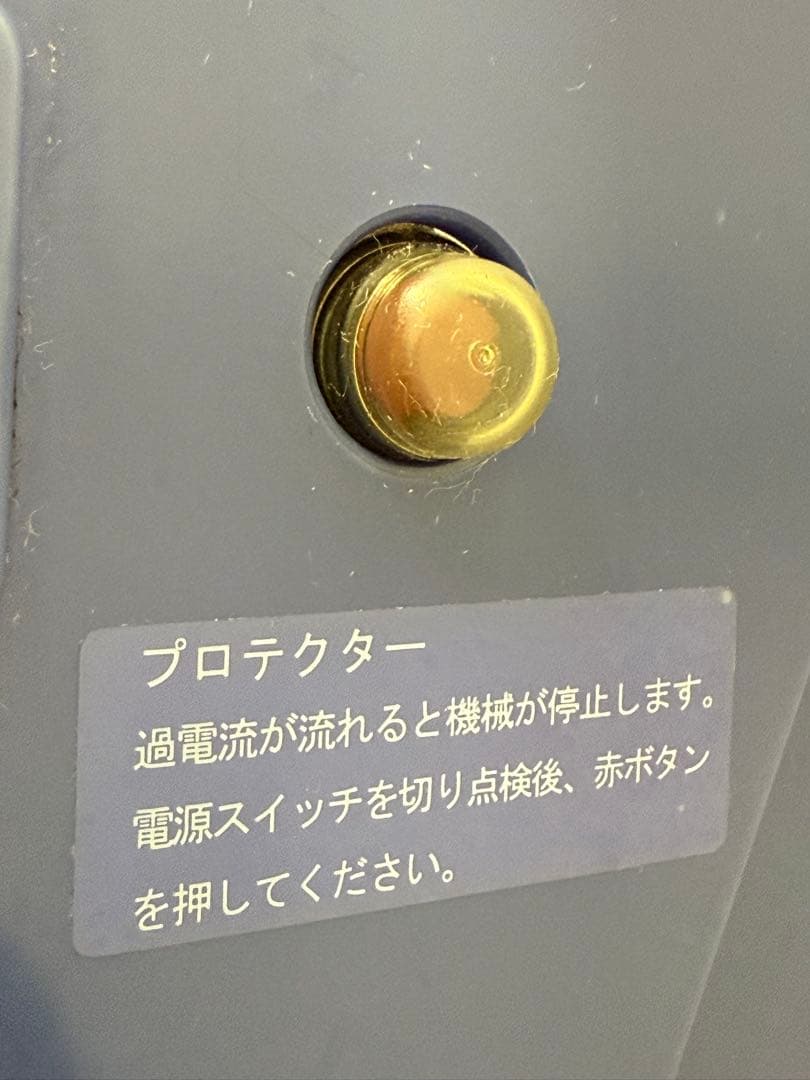 プロテクター
過電流が流れると機械が停止します。
電源スイッチを切り点検後、赤ボタン
を押してください。